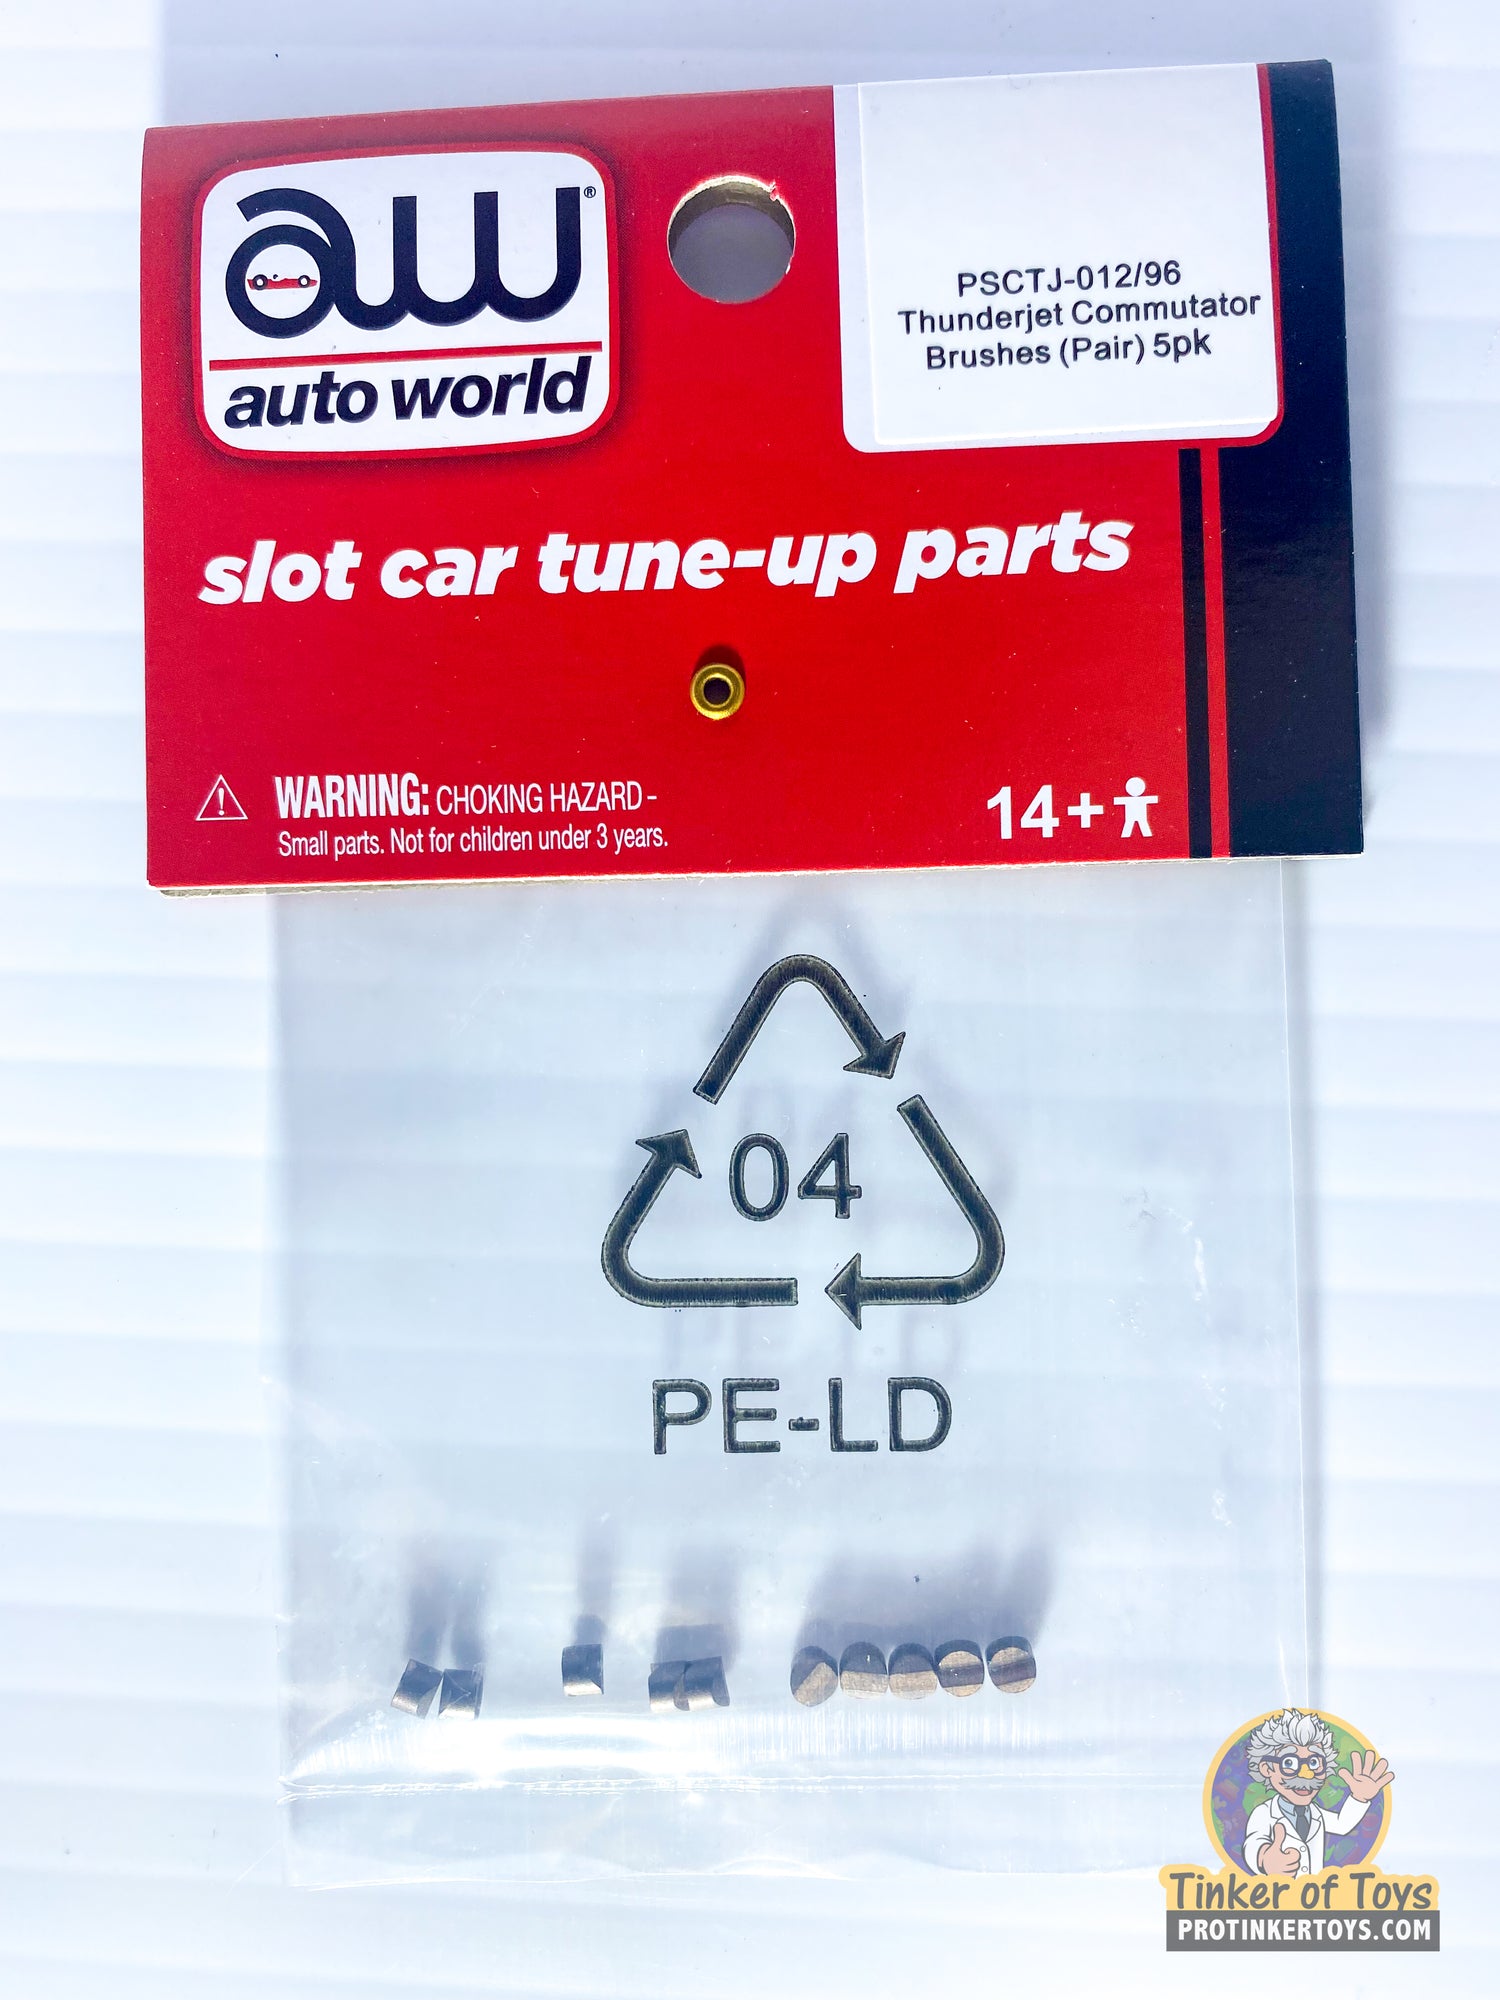 aw®
auto world
PSCTJ-012/96
Thunderjet Commutator
Brushes (Pair) 5pk
slot car tune-up parts
WARNING: CHOKING HAZARD -
Small parts. Not for children under 3 years.
14+
04
PE-LD
Tinker of Toys
PROTINKERTOYS.COM